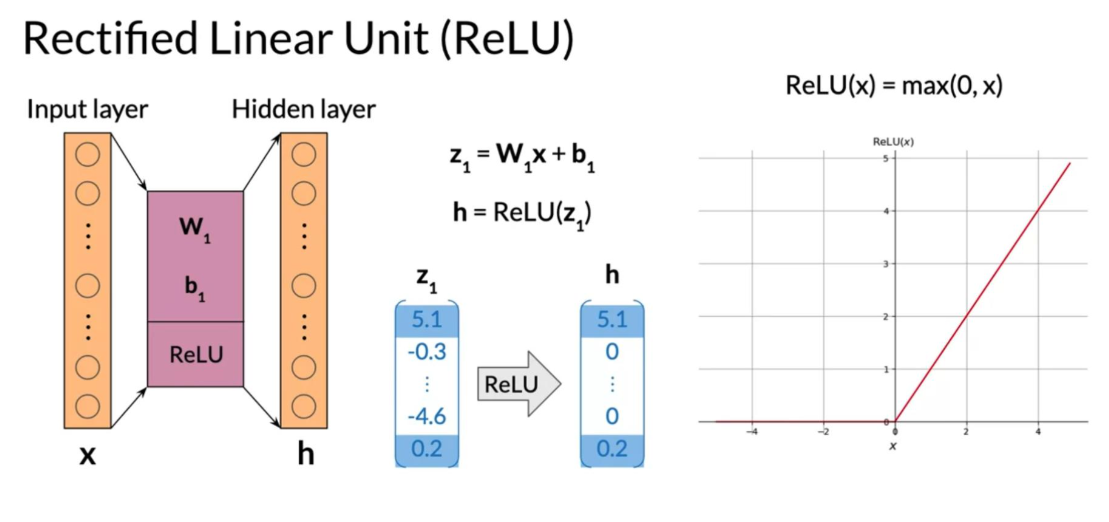 Rectified Linear Unit (ReLU)
Input layer
Hidden layer
W₁
b₁
ReLU
x
h
z₁ = W₁x + b₁
h = ReLU(z₁)
z₁
5.1
-0.3
⋮
-4.6
0.2
ReLU
h
5.1
0
⋮
0
0.2
ReLU(x) = max(0, x)
ReLU(x)
5
4
3
2
1
0
−4
−2
0
2
4
x